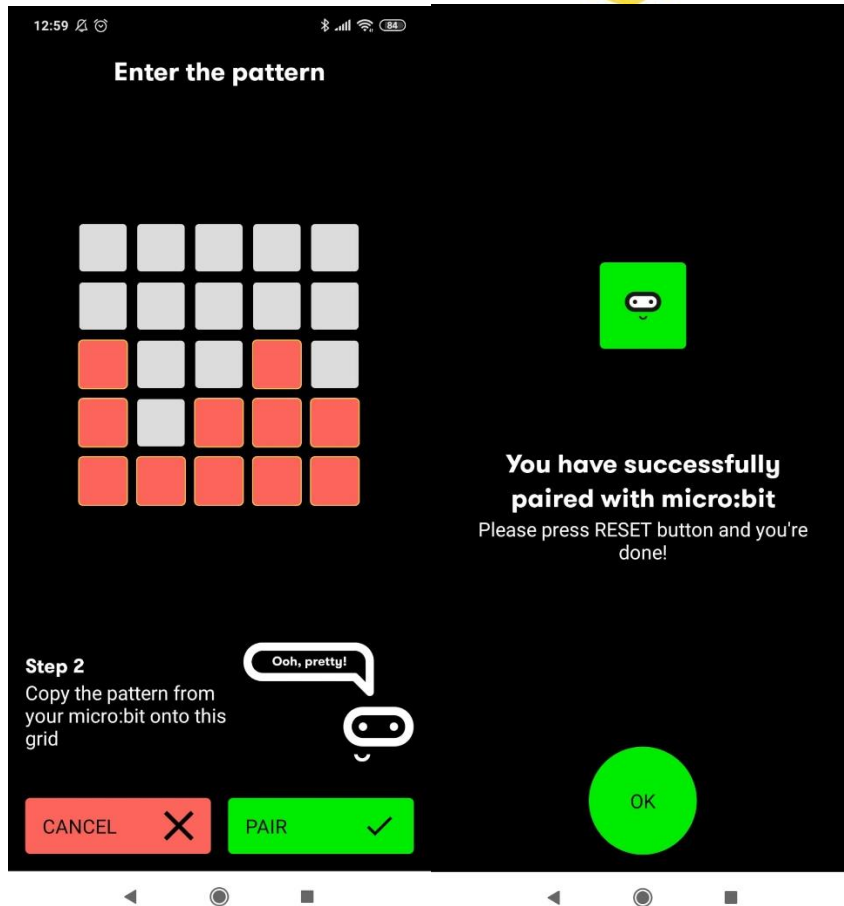 12:59
84
Enter the pattern
Step 2
Copy the pattern from
your micro:bit onto this
grid
Ooh, pretty!
CANCEL
PAIR
You have successfully
paired with micro:bit
Please press RESET button and you're
done!
OK